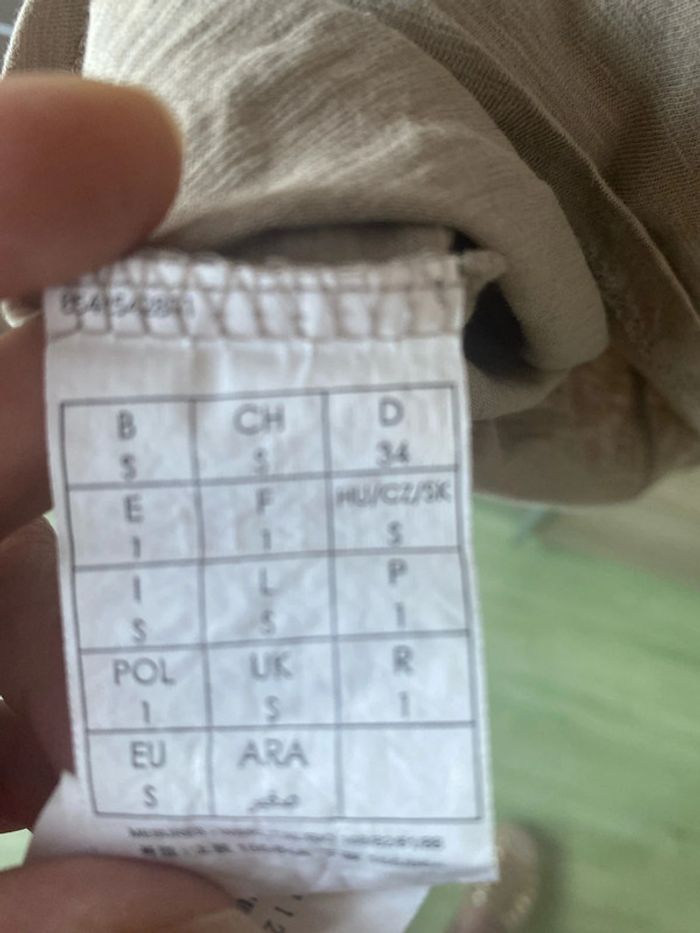 B CH D
S S 34
E F HU/CZ/SK
1 1 S
I L P
S S 1
POL UK R
1 S 1
EU ARA
S صغير